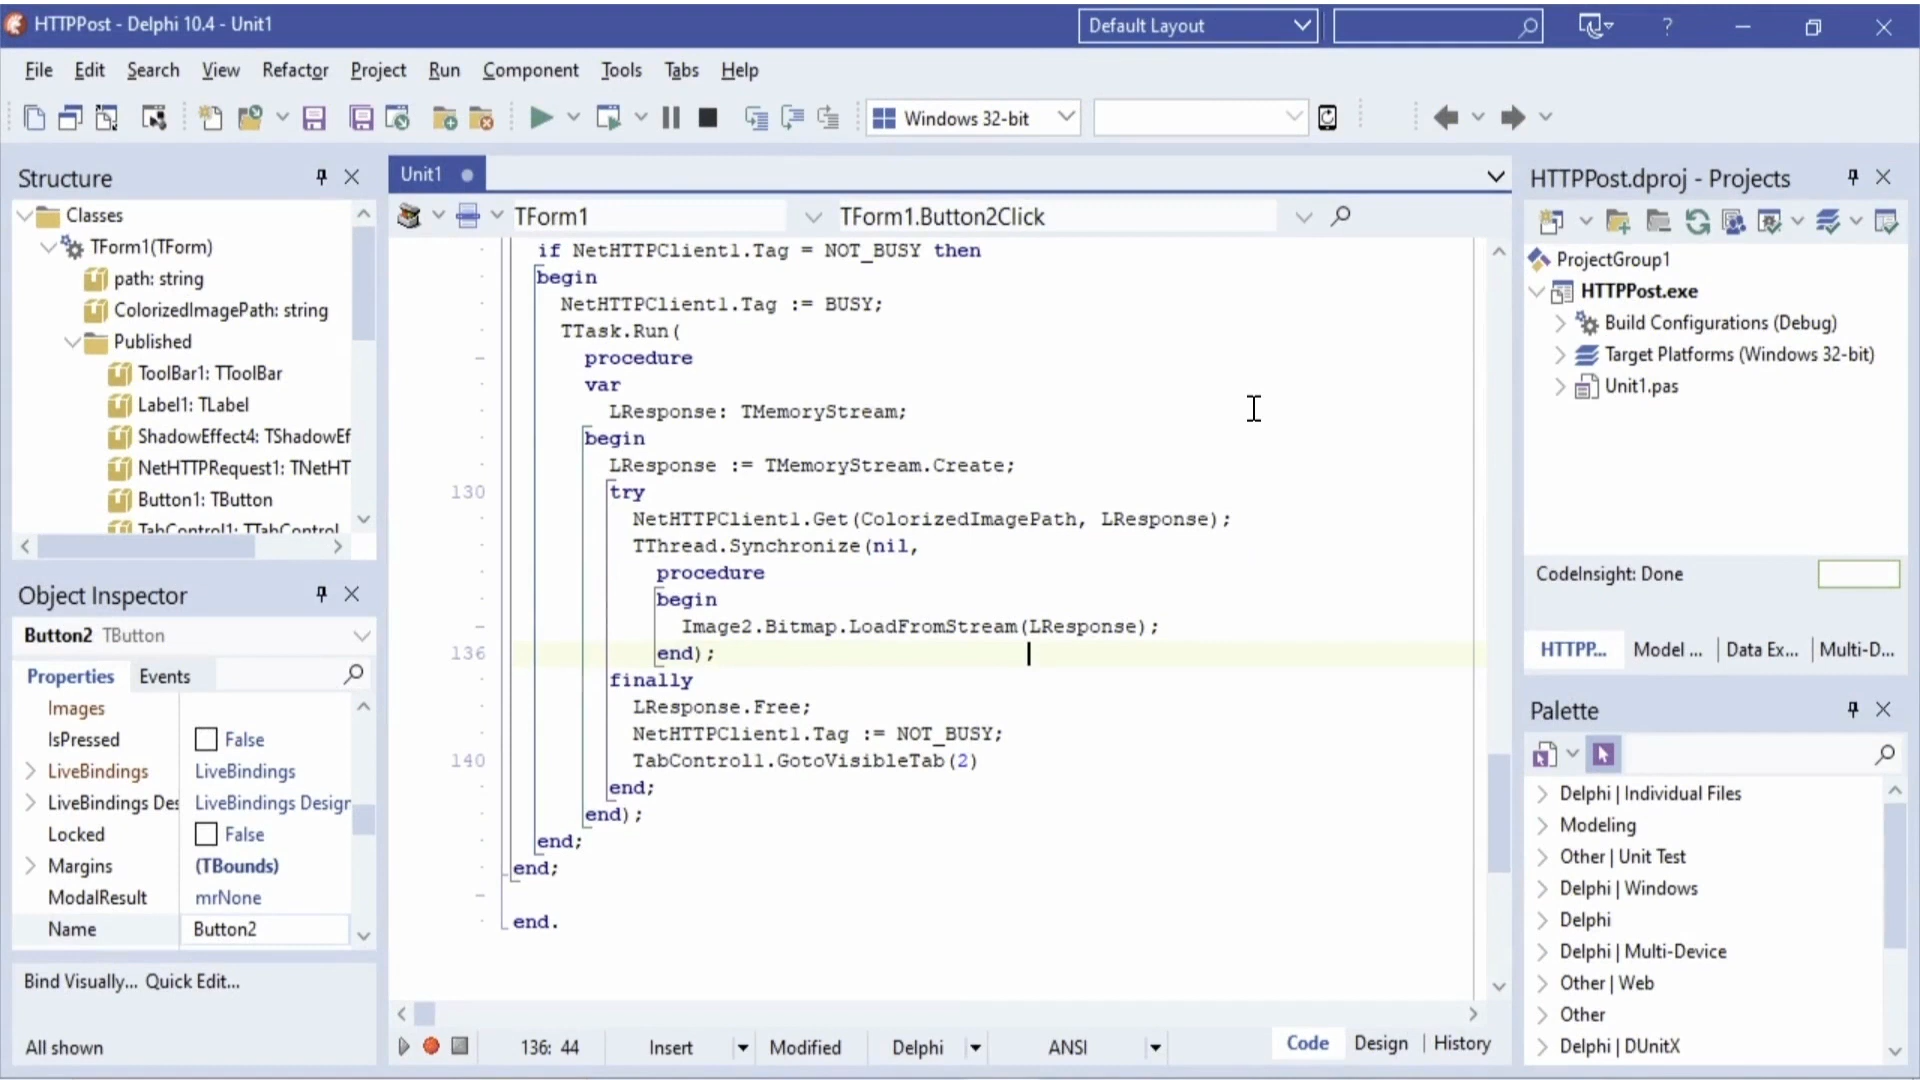 HTTPPost - Delphi 10.4 - Unit1
Default Layout
?
File Edit Search View Refactor Project Run Component Tools Tabs Help
Windows 32-bit
Structure
Classes
TForm1(TForm)
path: string
ColorizedImagePath: string
Published
ToolBar1: TToolBar
Label1: TLabel
ShadowEffect4: TShadowEf
NetHTTPRequest1: TNetHT
Button1: TButton
TabControl1: TTabControl
Object Inspector
Button2 TButton
Properties Events
Images
IsPressed False
LiveBindings LiveBindings
LiveBindings Des LiveBindings Design
Locked False
Margins (TBounds)
ModalResult mrNone
Name Button2
Bind Visually... Quick Edit...
All shown
Unit1
TForm1 TForm1.Button2Click
if NetHTTPClient1.Tag = NOT_BUSY then
begin
NetHTTPClient1.Tag := BUSY;
TTask.Run(
procedure
var
LResponse: TMemoryStream;
begin
LResponse := TMemoryStream.Create;
130 try
NetHTTPClient1.Get(ColorizedImagePath, LResponse);
TThread.Synchronize(nil,
procedure
begin
Image2.Bitmap.LoadFromStream(LResponse);
136 end);
finally
LResponse.Free;
NetHTTPClient1.Tag := NOT_BUSY;
140 TabControl1.GotoVisibleTab(2)
end;
end);
end;
end;
end.
136: 44 Insert Modified Delphi ANSI Code Design History
HTTPPost.dproj - Projects
ProjectGroup1
HTTPPost.exe
Build Configurations (Debug)
Target Platforms (Windows 32-bit)
Unit1.pas
CodeInsight: Done
HTTPP... Model ... Data Ex... Multi-D...
Palette
Delphi | Individual Files
Modeling
Other | Unit Test
Delphi | Windows
Delphi
Delphi | Multi-Device
Other | Web
Other
Delphi | DUnitX